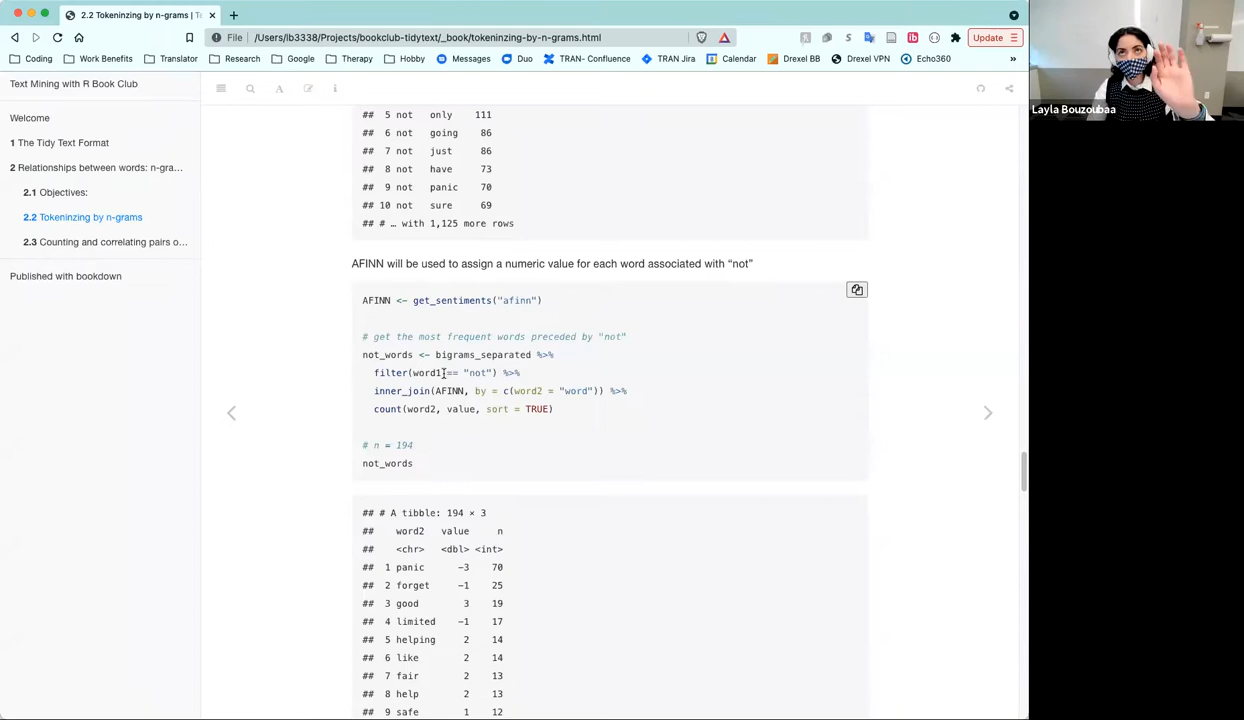 2.2 Tokeninzing by n-grams | Te
Update
File
/Users/lb3338/Projects/bookclub-tidytext/_book/tokeninzing-by-n-grams.html
Coding
Work Benefits
Translator
Research
Google
Therapy
Hobby
Messages
Duo
TRAN- Confluence
TRAN Jira
Calendar
Drexel BB
Drexel VPN
Echo360
»
Text Mining with R Book Club
Welcome
1 The Tidy Text Format
2 Relationships between words: n-gra…
2.1 Objectives:
2.2 Tokeninzing by n-grams
2.3 Counting and correlating pairs o…
Published with bookdown
## 5 not only 111
## 6 not going 86
## 7 not just 86
## 8 not have 73
## 9 not panic 70
## 10 not sure 69
## # … with 1,125 more rows
AFINN will be used to assign a numeric value for each word associated with “not”
AFINN <- get_sentiments("afinn")
# get the most frequent words preceded by "not"
not_words <- bigrams_separated %>%
filter(word1 == "not") %>%
inner_join(AFINN, by = c(word2 = "word")) %>%
count(word2, value, sort = TRUE)
# n = 194
not_words
## # A tibble: 194 × 3
## word2 value n
## <chr> <dbl> <int>
## 1 panic −3 70
## 2 forget −1 25
## 3 good 3 19
## 4 limited −1 17
## 5 helping 2 14
## 6 like 2 14
## 7 fair 2 13
## 8 help 2 13
## 9 safe 1 12
Layla Bouzoubaa